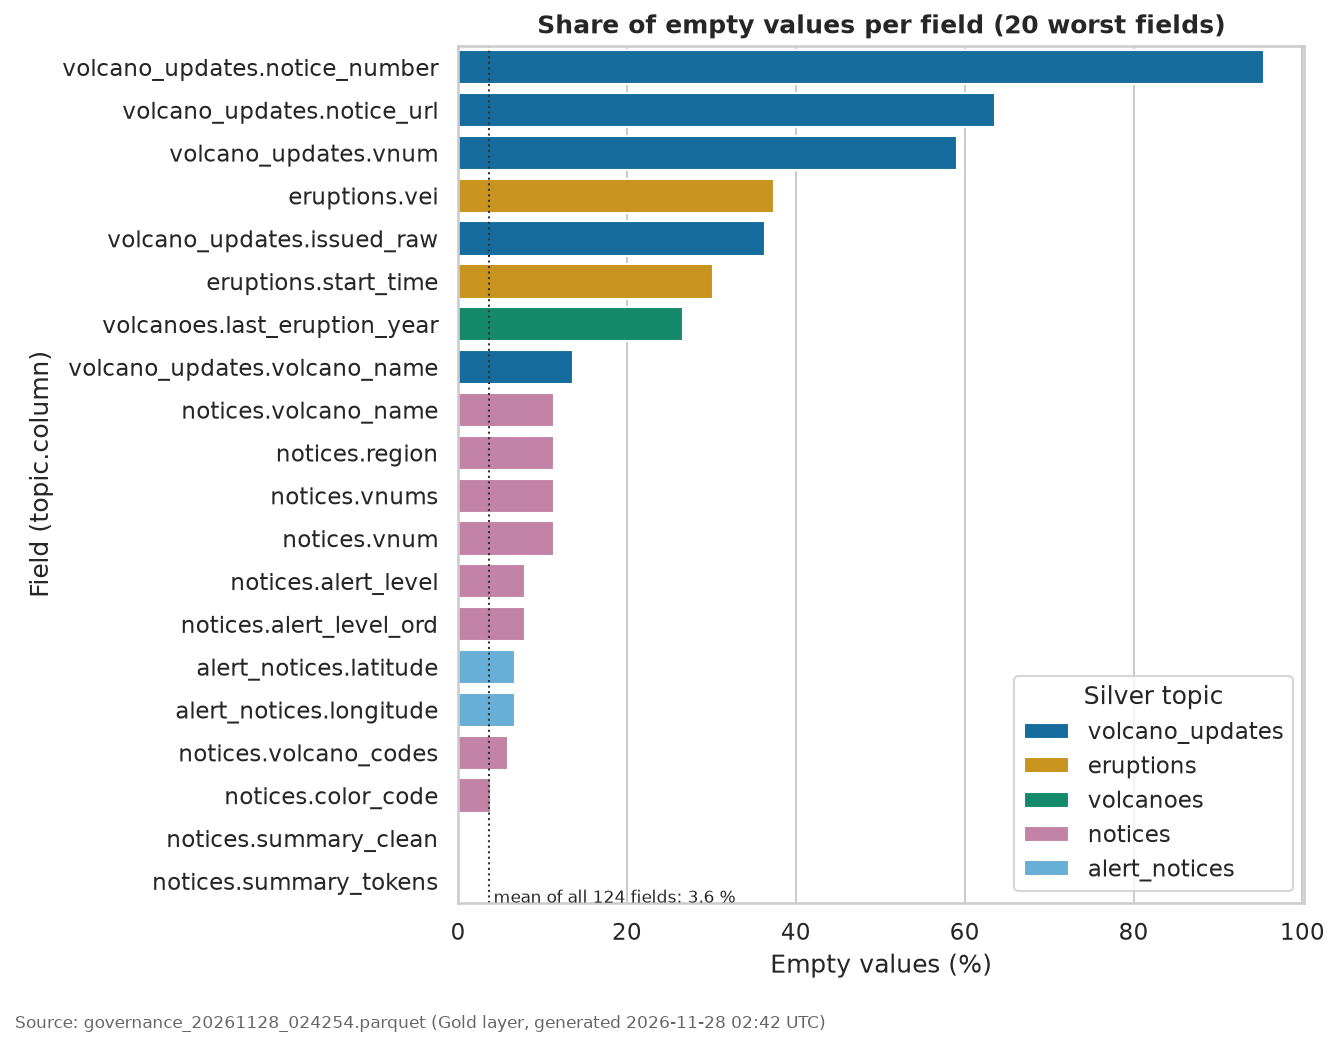 Share of empty values per field (20 worst fields)
volcano_updates.notice_number
volcano_updates.notice_url
volcano_updates.vnum
eruptions.vei
volcano_updates.issued_raw
eruptions.start_time
volcanoes.last_eruption_year
volcano_updates.volcano_name
notices.volcano_name
notices.region
notices.vnums
notices.vnum
notices.alert_level
notices.alert_level_ord
alert_notices.latitude
alert_notices.longitude
notices.volcano_codes
notices.color_code
notices.summary_clean
notices.summary_tokens
Field (topic.column)
mean of all 124 fields: 3.6 %
Silver topic
volcano_updates
eruptions
volcanoes
notices
alert_notices
0 20 40 60 80 100
Empty values (%)
Source: governance_20261128_024254.parquet (Gold layer, generated 2026-11-28 02:42 UTC)